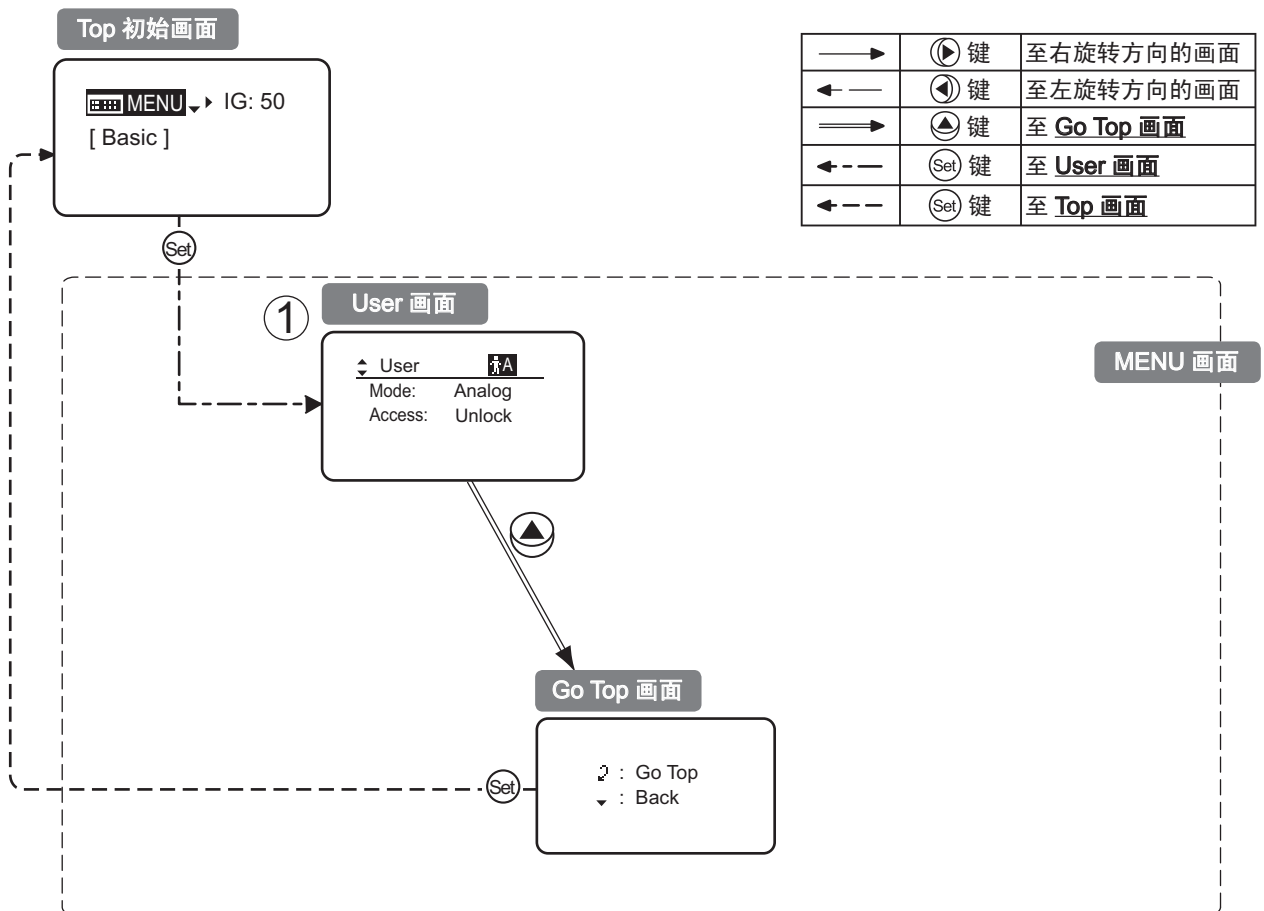 Top 初始画面
MENU IG: 50
[ Basic ]
键 至右旋转方向的画面
键 至左旋转方向的画面
键 至 Go Top 画面
Set 键 至 User 画面
Set 键 至 Top 画面
Set
① User 画面
MENU 画面
User A
Mode: Analog
Access: Unlock
Go Top 画面
: Go Top
: Back
Set